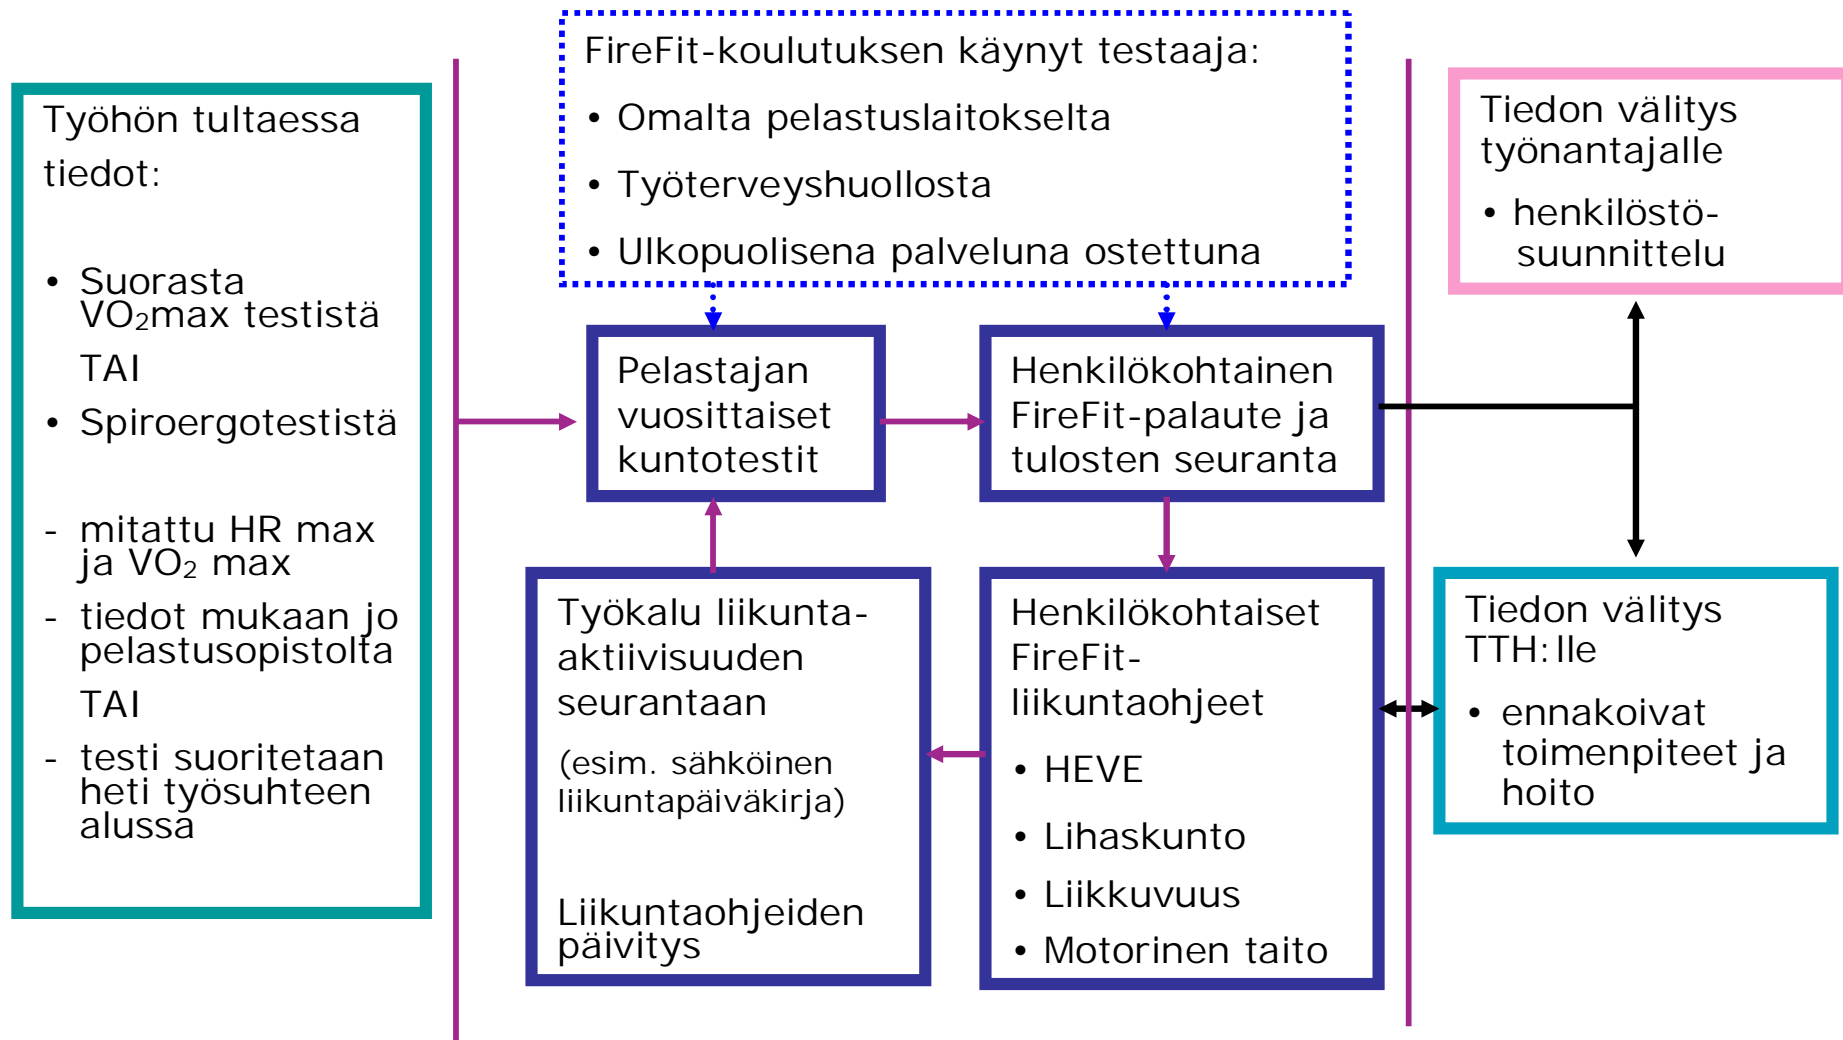 FireFit-koulutuksen käynyt testaaja:
• Omalta pelastuslaitokselta
• Työterveyshuollosta
• Ulkopuolisena palveluna ostettuna
Työhön tultaessa
tiedot:
• Suorasta
VO₂max testistä
TAI
• Spiroergotestistä
- mitattu HR max
ja VO₂ max
- tiedot mukaan jo
pelastusopistolta
TAI
- testi suoritetaan
heti työsuhteen
alussa
Pelastajan
vuosittaiset
kuntotestit
Henkilökohtainen
FireFit-palaute ja
tulosten seuranta
Työkalu liikunta-
aktiivisuuden
seurantaan
(esim. sähköinen
liikuntapäiväkirja)
Liikuntaohjeiden
päivitys
Henkilökohtaiset
FireFit-
liikuntaohjeet
• HEVE
• Lihaskunto
• Liikkuvuus
• Motorinen taito
Tiedon välitys
työnantajalle
• henkilöstö-
suunnittelu
Tiedon välitys
TTH:lle
• ennakoivat
toimenpiteet ja
hoito